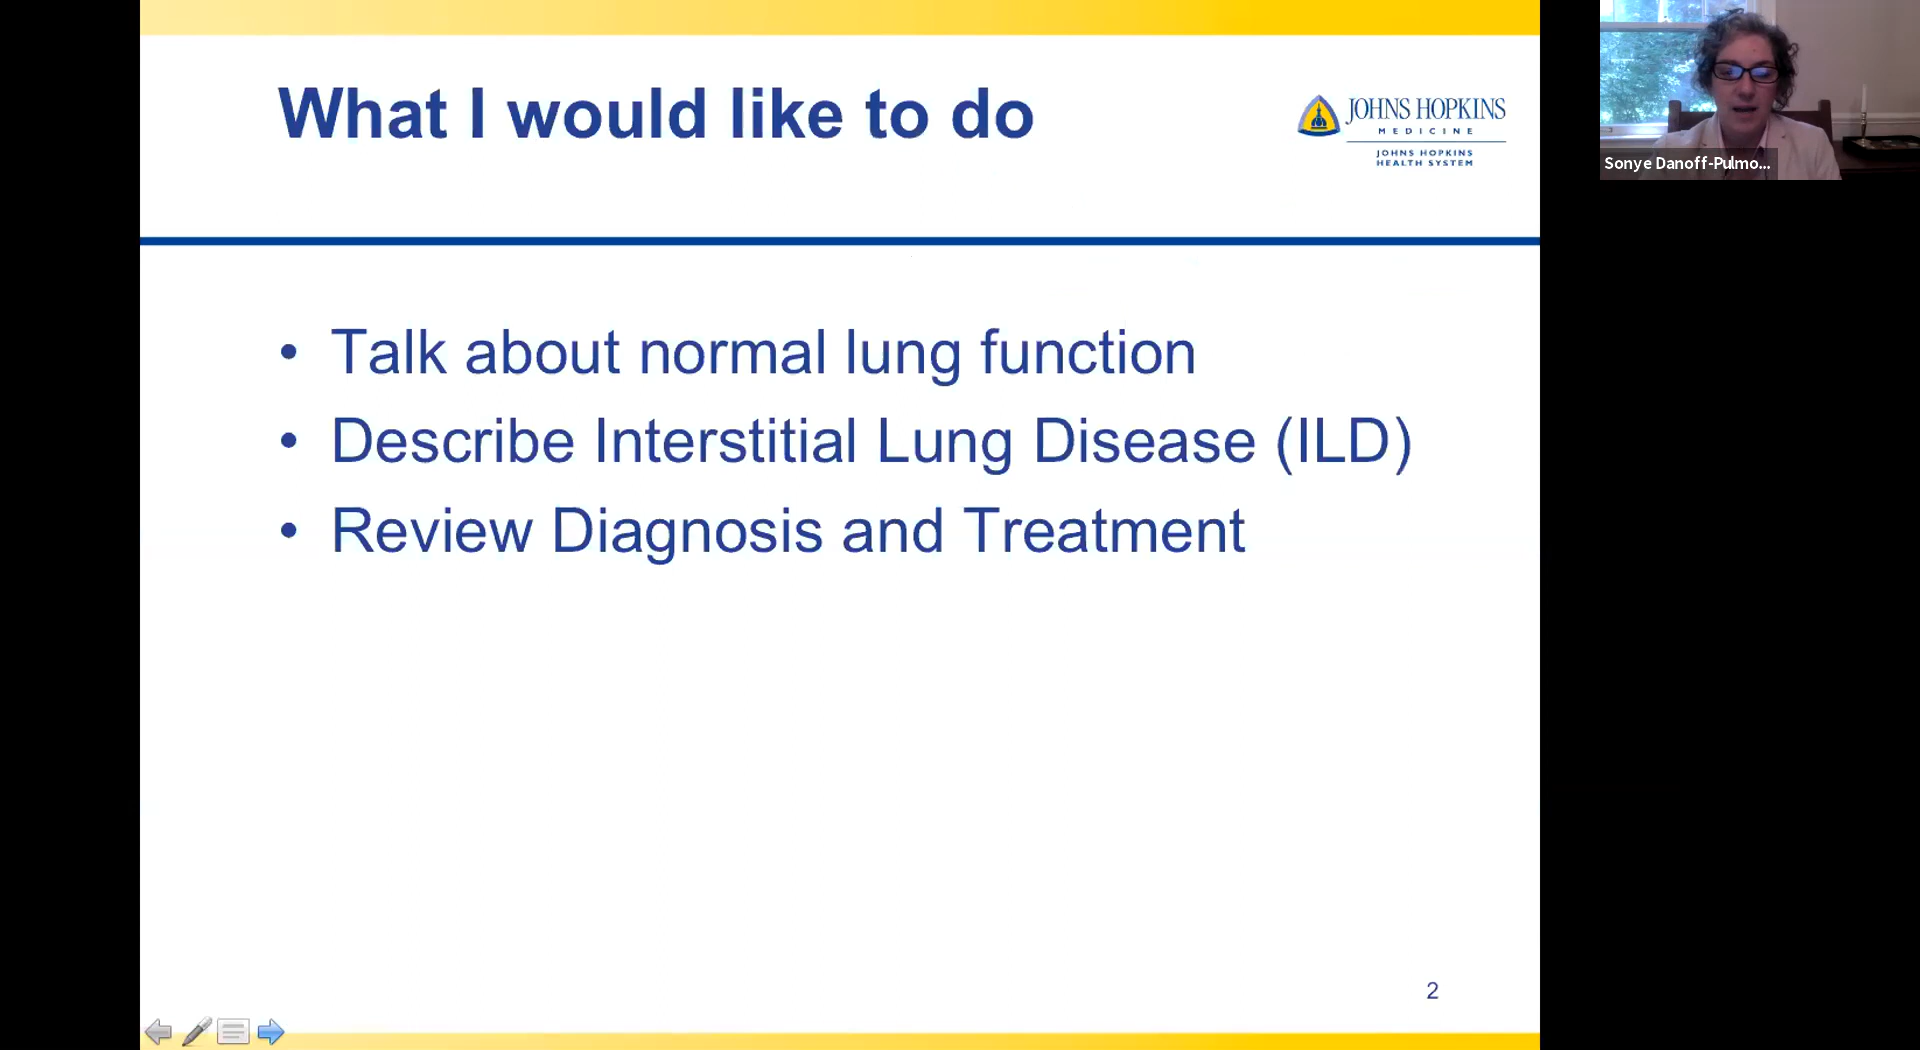 What I would like to do
JOHNS HOPKINS
MEDICINE
JOHNS HOPKINS
HEALTH SYSTEM
Sonye Danoff-Pulmo...
• Talk about normal lung function
• Describe Interstitial Lung Disease (ILD)
• Review Diagnosis and Treatment
2